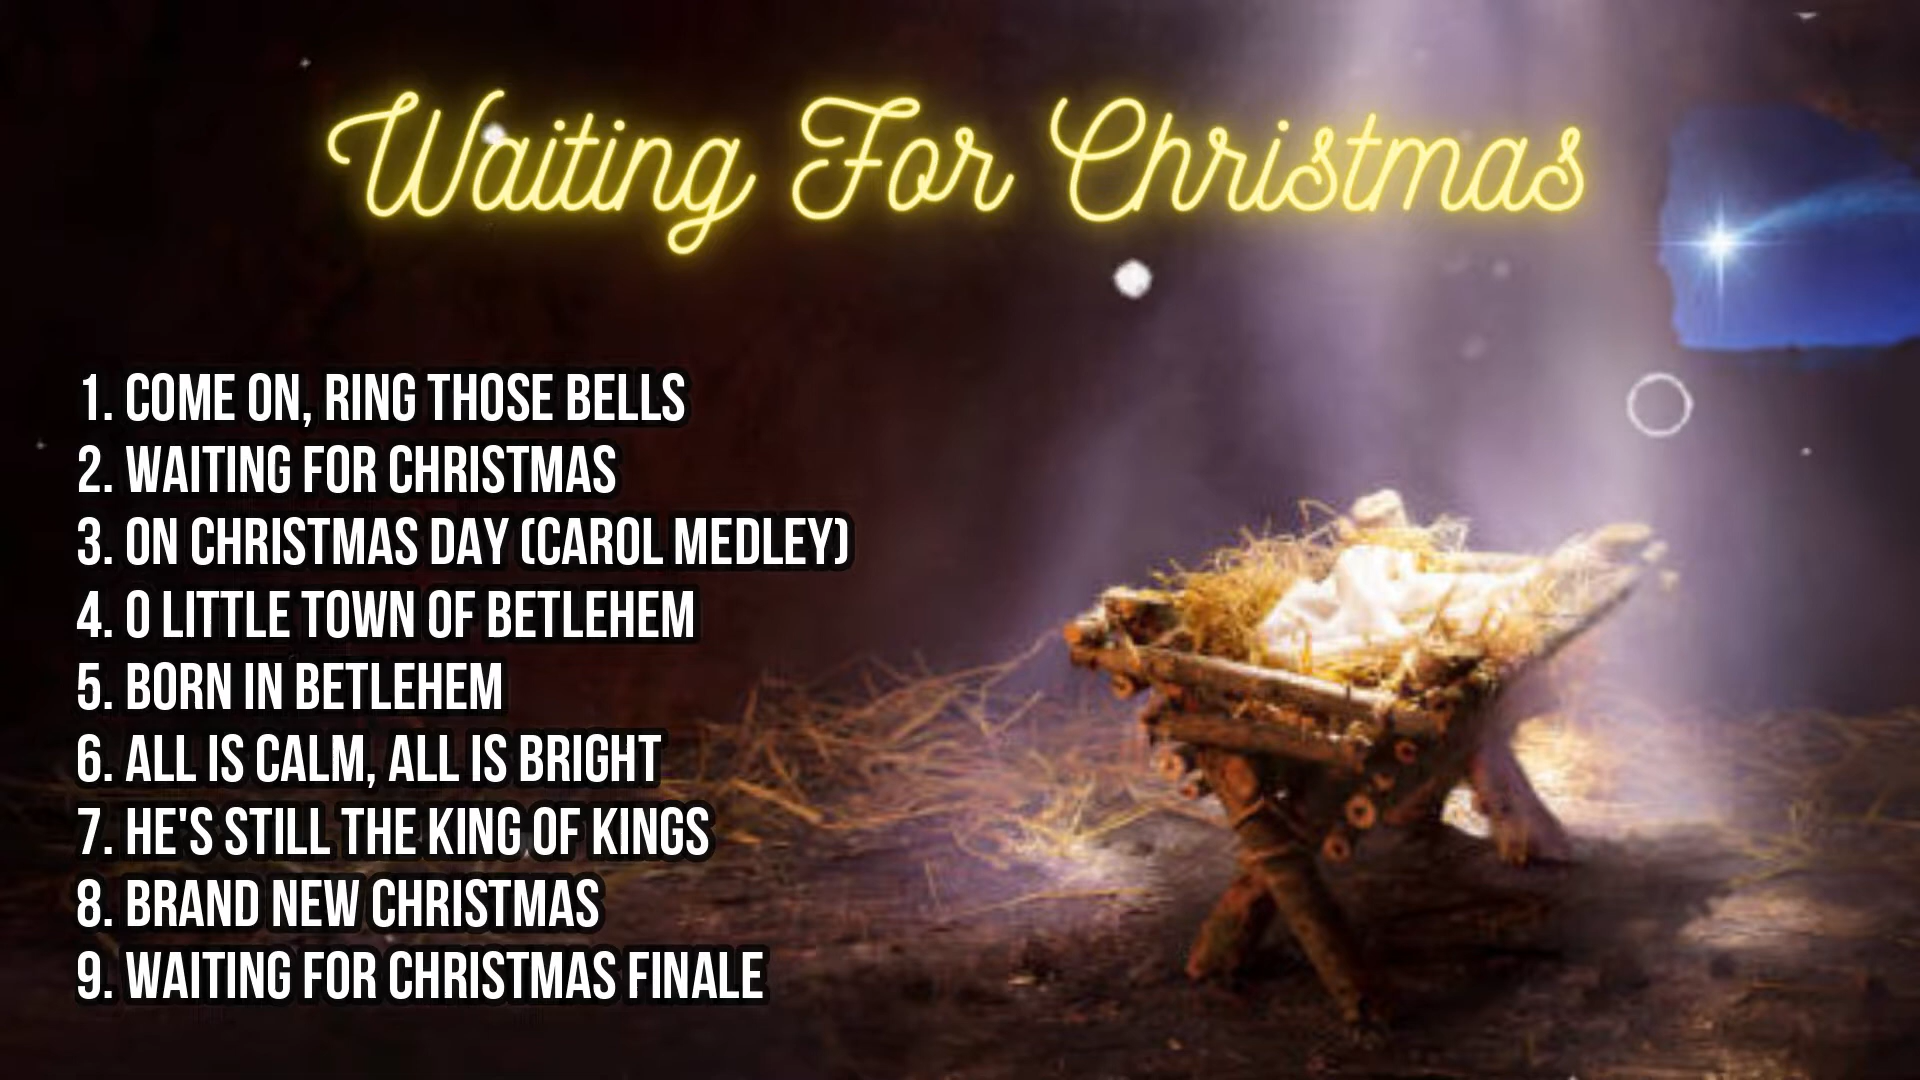 Waiting For Christmas
1. COME ON, RING THOSE BELLS
2. WAITING FOR CHRISTMAS
3. ON CHRISTMAS DAY (CAROL MEDLEY)
4. O LITTLE TOWN OF BETLEHEM
5. BORN IN BETLEHEM
6. ALL IS CALM, ALL IS BRIGHT
7. HE'S STILL THE KING OF KINGS
8. BRAND NEW CHRISTMAS
9. WAITING FOR CHRISTMAS FINALE